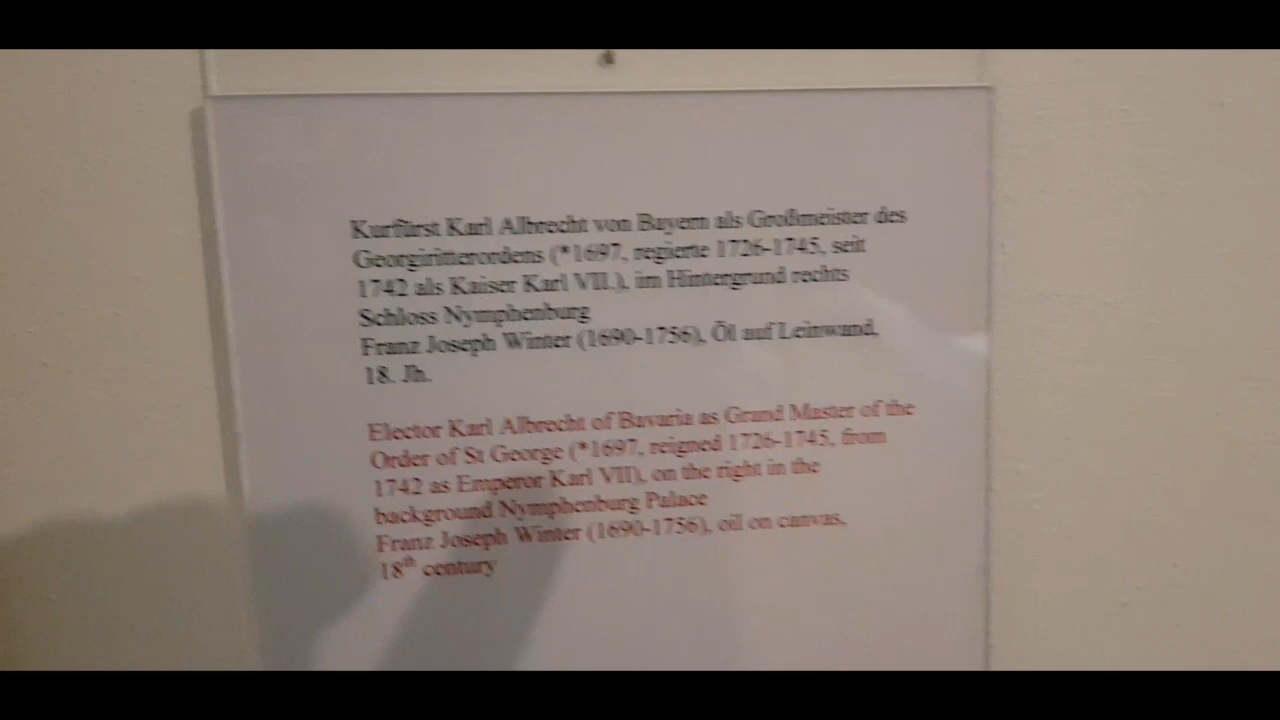 Kurfürst Karl Albrecht von Bayern als Großmeister des
Georgiritterordens (*1697, regierte 1726-1745, seit
1742 als Kaiser Karl VII.), im Hintergrund rechts
Schloss Nymphenburg
Franz Joseph Winter (1690-1756), Öl auf Leinwand,
18. Jh.
Elector Karl Albrecht of Bavaria as Grand Master of the
Order of St George (*1697, reigned 1726-1745, from
1742 as Emperor Karl VII), on the right in the
background Nymphenburg Palace
Franz Joseph Winter (1690-1756), oil on canvas,
18th century